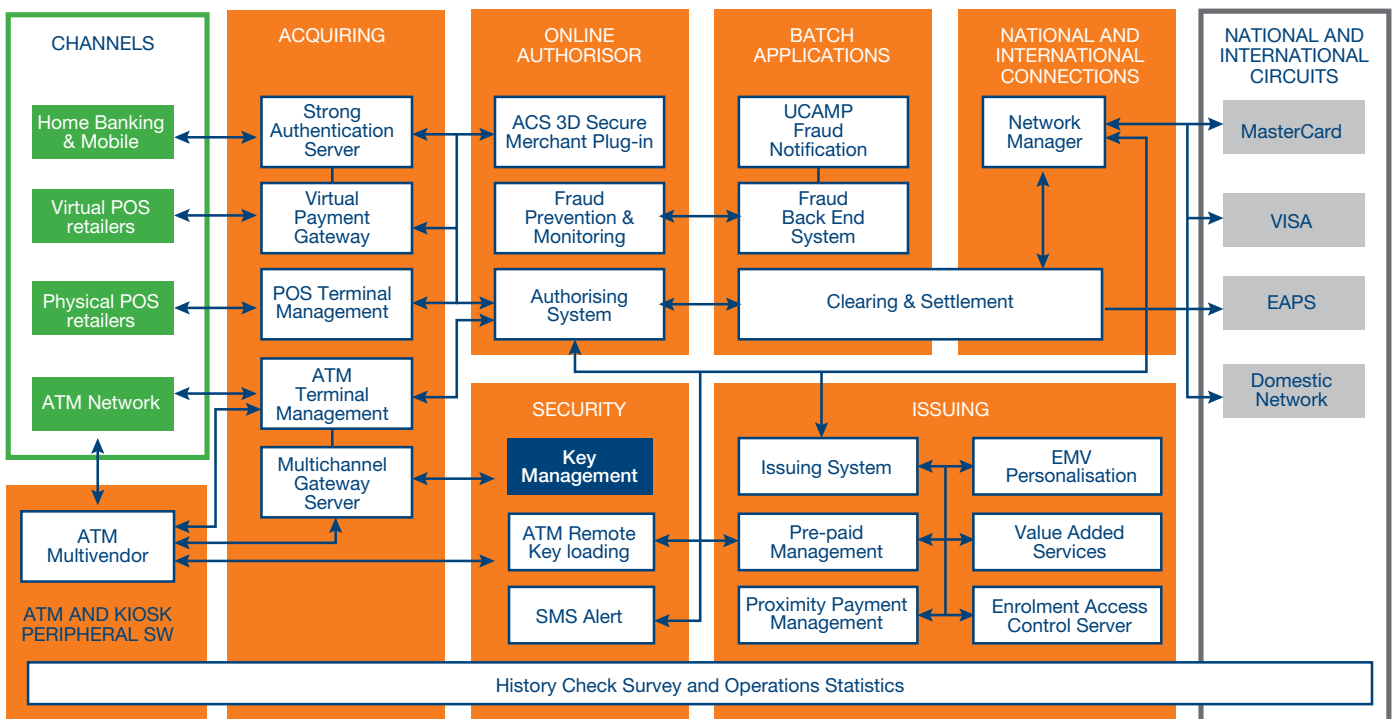 CHANNELS
Home Banking
& Mobile
Virtual POS
retailers
Physical POS
retailers
ATM Network
ATM
Multivendor
ATM AND KIOSK
PERIPHERAL SW
ACQUIRING
Strong
Authentication
Server
Virtual
Payment
Gateway
POS Terminal
Management
ATM
Terminal
Management
Multichannel
Gateway
Server
ONLINE
AUTHORISOR
ACS 3D Secure
Merchant Plug-in
Fraud
Prevention &
Monitoring
Authorising
System
BATCH
APPLICATIONS
UCAMP
Fraud
Notification
Fraud
Back End
System
Clearing & Settlement
NATIONAL AND
INTERNATIONAL
CONNECTIONS
Network
Manager
NATIONAL AND
INTERNATIONAL
CIRCUITS
MasterCard
VISA
EAPS
Domestic
Network
SECURITY
Key
Management
ATM Remote
Key loading
SMS Alert
ISSUING
Issuing System
EMV
Personalisation
Pre-paid
Management
Value Added
Services
Proximity Payment
Management
Enrolment Access
Control Server
History Check Survey and Operations Statistics